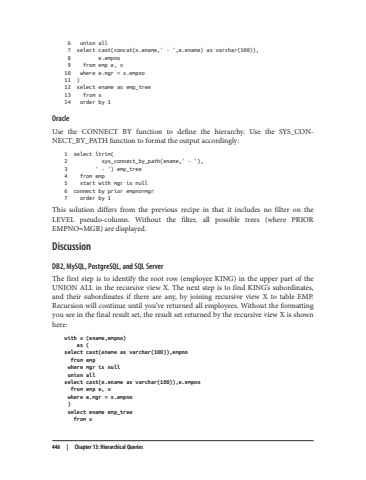 6 union all
7 select cast(concat(x.ename,' - ',e.ename) as varchar(100)),
8 e.empno
9 from emp e, x
10 where e.mgr = x.empno
11 )
12 select ename as emp_tree
13 from x
14 order by 1
Oracle
Use the CONNECT BY function to define the hierarchy. Use the SYS_CON-
NECT_BY_PATH function to format the output accordingly:
1 select ltrim(
2 sys_connect_by_path(ename,' - '),
3 ' - ') emp_tree
4 from emp
5 start with mgr is null
6 connect by prior empno=mgr
7 order by 1
This solution differs from the previous recipe in that it includes no filter on the
LEVEL pseudo-column. Without the filter, all possible trees (where PRIOR
EMPNO=MGR) are displayed.
Discussion
DB2, MySQL, PostgreSQL, and SQL Server
The first step is to identify the root row (employee KING) in the upper part of the
UNION ALL in the recursive view X. The next step is to find KING's subordinates,
and their subordinates if there are any, by joining recursive view X to table EMP.
Recursion will continue until you've returned all employees. Without the formatting
you see in the final result set, the result set returned by the recursive view X is shown
here:
with x (ename,empno)
as (
select cast(ename as varchar(100)),empno
from emp
where mgr is null
union all
select cast(e.ename as varchar(100)),e.empno
from emp e, x
where e.mgr = x.empno
)
select ename emp_tree
from x
446 | Chapter 13: Hierarchical Queries